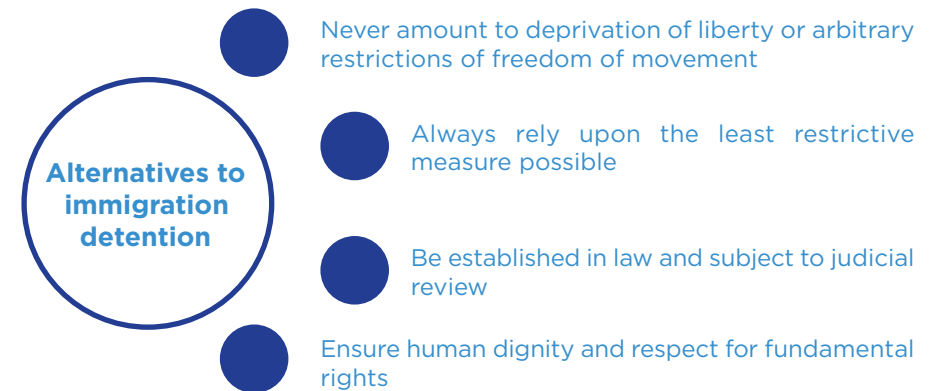 Never amount to deprivation of liberty or arbitrary
restrictions of freedom of movement
Always rely upon the least restrictive
measure possible
Alternatives to
immigration
detention
Be established in law and subject to judicial
review
Ensure human dignity and respect for fundamental
rights